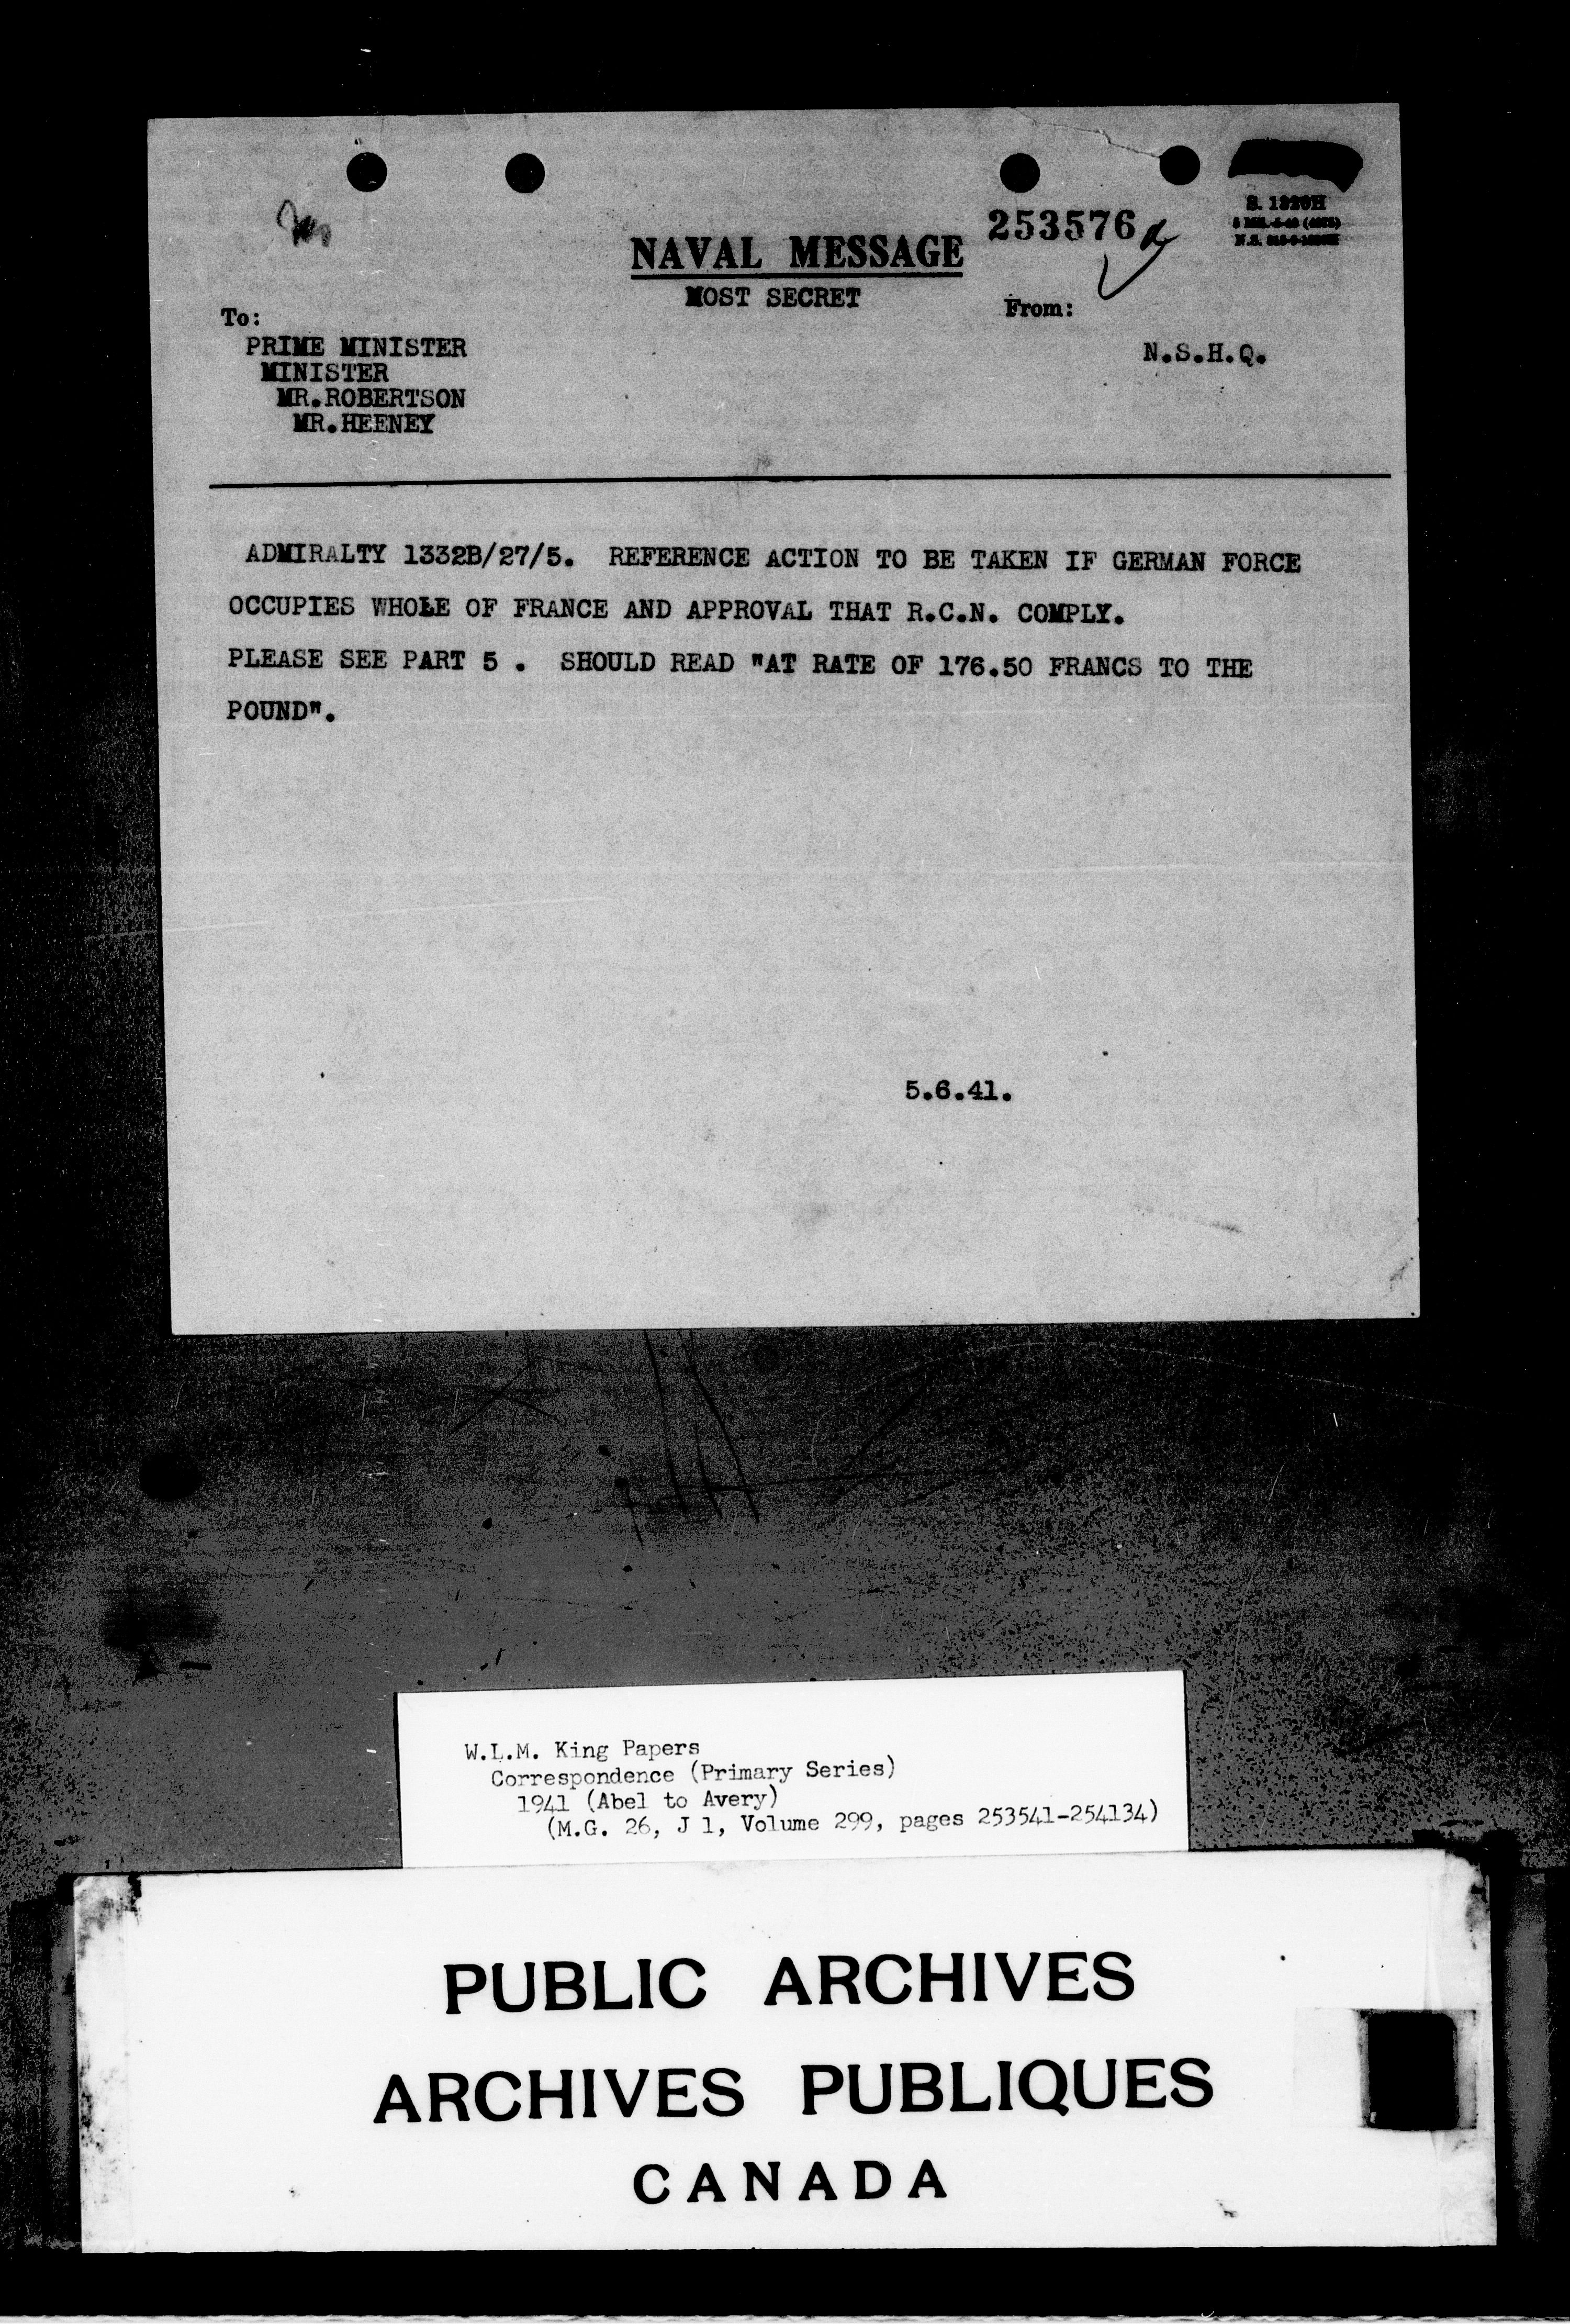 253576
S. 1320H
NAVAL MESSAGE
MOST SECRET
To:
From:
PRIME MINISTER
N.S.H.Q.
MINISTER
MR.ROBERTSON
MR.HEENEY
ADMIRALTY 1332B/27/5. REFERENCE ACTION TO BE TAKEN IF GERMAN FORCE
OCCUPIES WHOLE OF FRANCE AND APPROVAL THAT R.C.N. COMPLY.
PLEASE SEE PART 5 . SHOULD READ "AT RATE OF 176.50 FRANCS TO THE
POUND".
5.6.41.
W.L.M. King Papers
Correspondence (Primary Series)
1941 (Abel to Avery)
(M.G. 26, J 1, Volume 299, pages 253541-254134)
PUBLIC ARCHIVES
ARCHIVES PUBLIQUES
CANADA